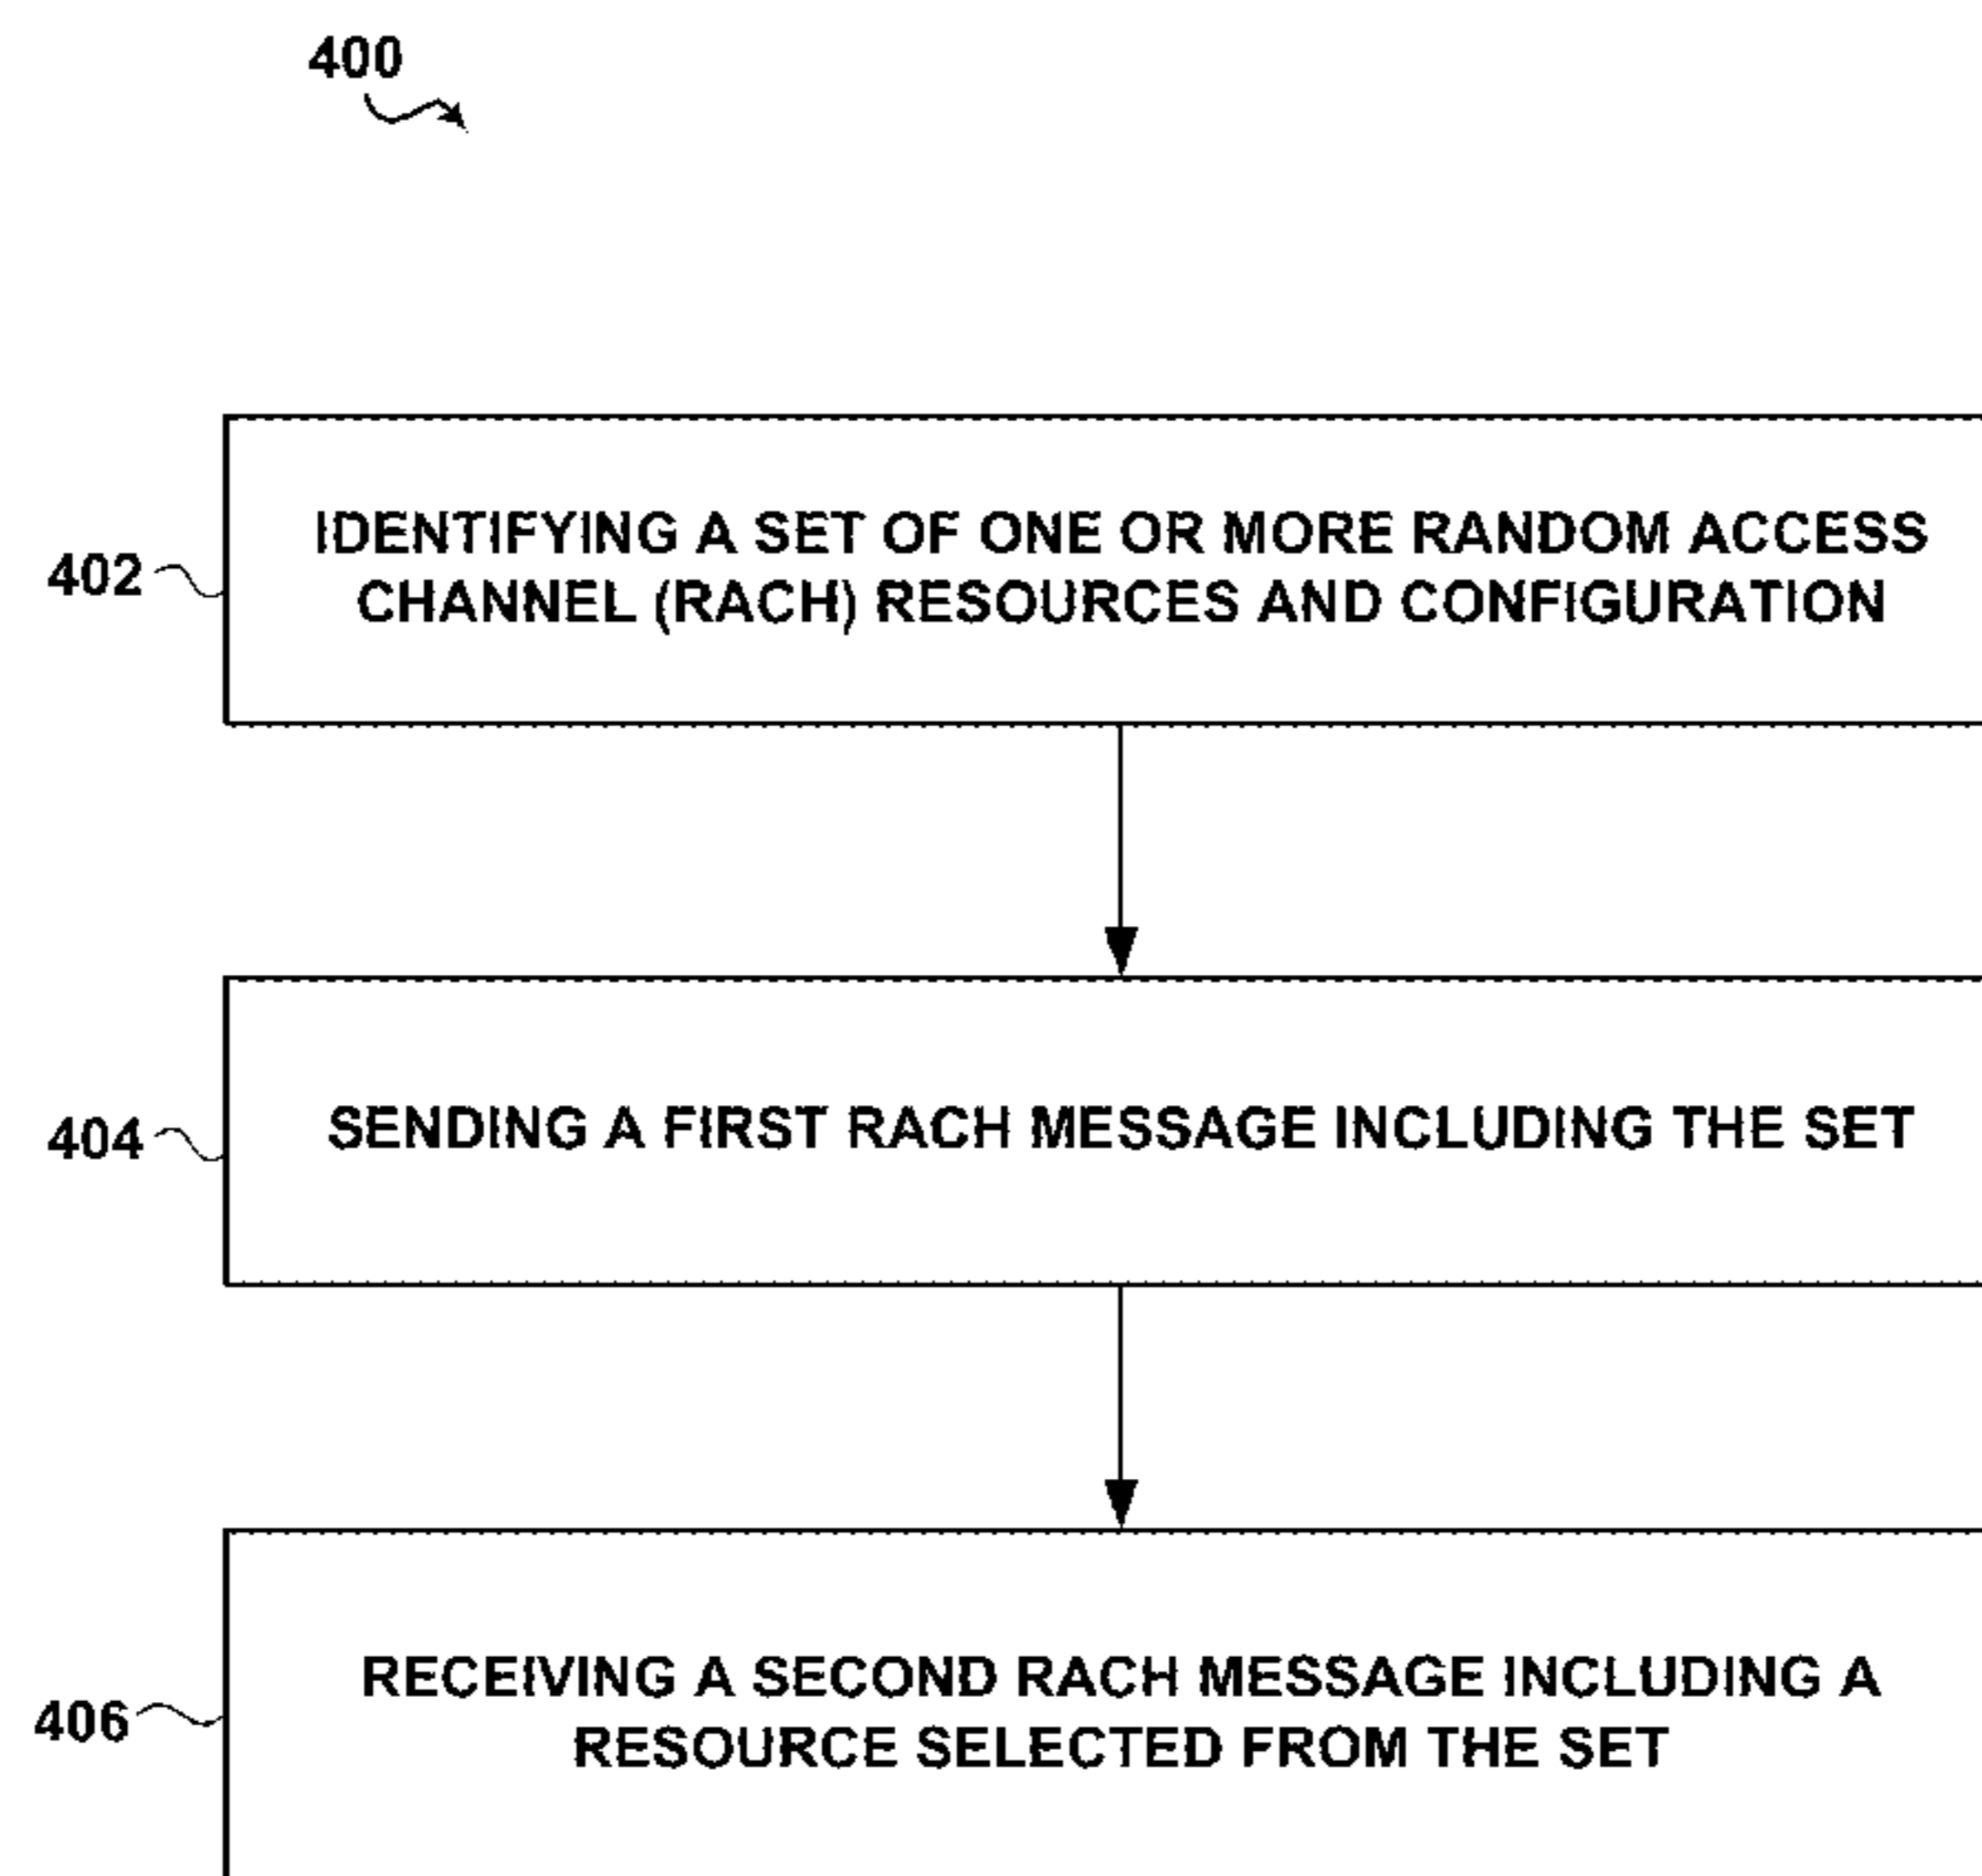 400
402
IDENTIFYING A SET OF ONE OR MORE RANDOM ACCESS
CHANNEL (RACH) RESOURCES AND CONFIGURATION
404
SENDING A FIRST RACH MESSAGE INCLUDING THE SET
406
RECEIVING A SECOND RACH MESSAGE INCLUDING A
RESOURCE SELECTED FROM THE SET